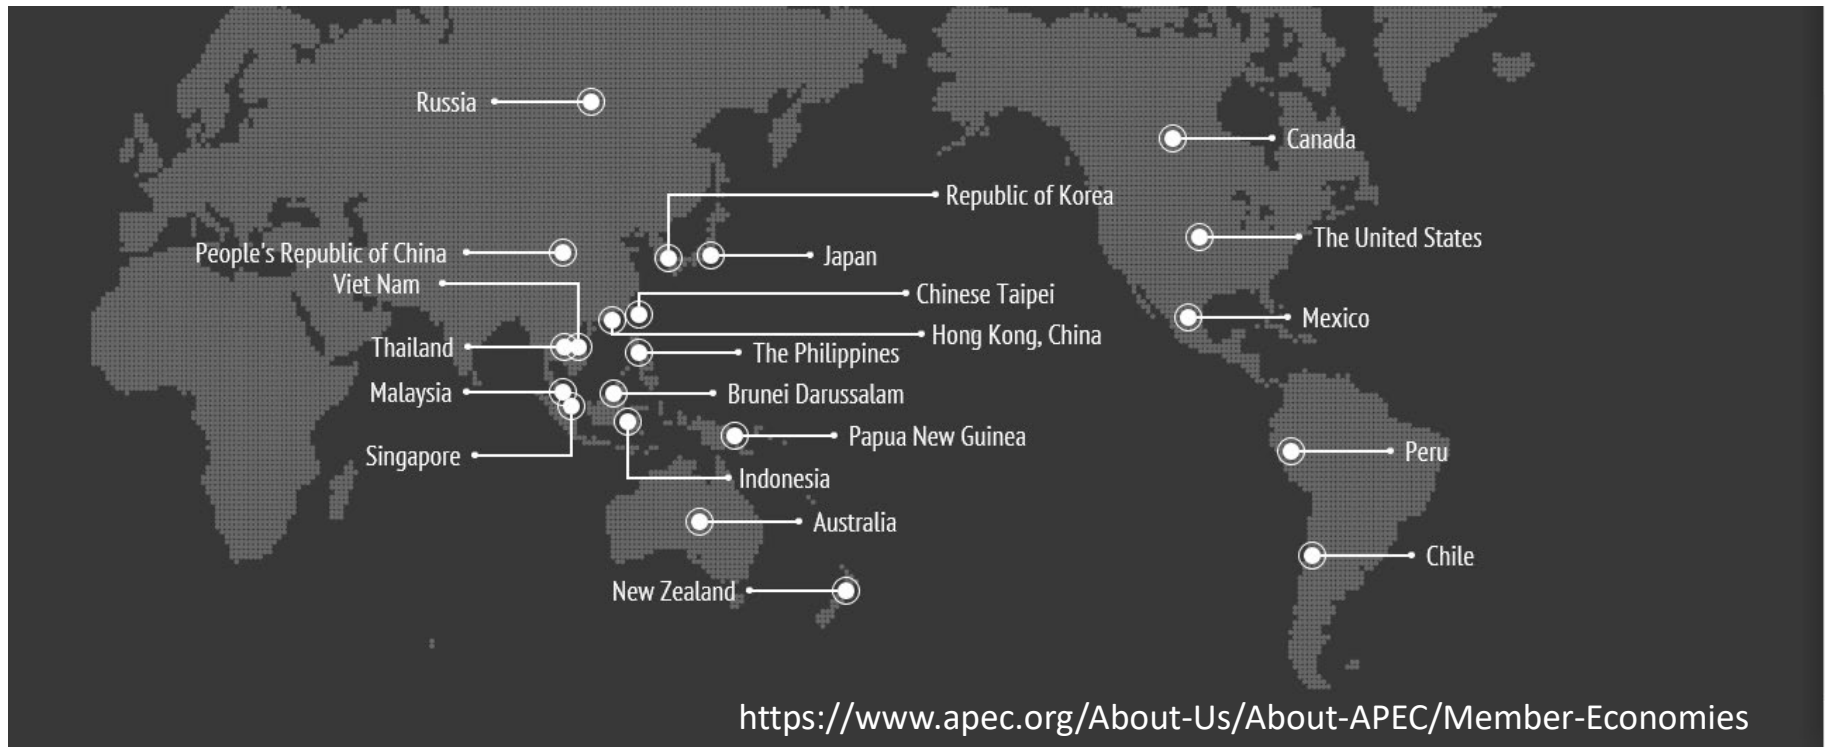 Russia
Canada
Republic of Korea
The United States
People's Republic of China
Japan
Viet Nam
Chinese Taipei
Mexico
Hong Kong, China
Thailand
The Philippines
Malaysia
Brunei Darussalam
Papua New Guinea
Peru
Singapore
Indonesia
Australia
Chile
New Zealand
https://www.apec.org/About-Us/About-APEC/Member-Economies